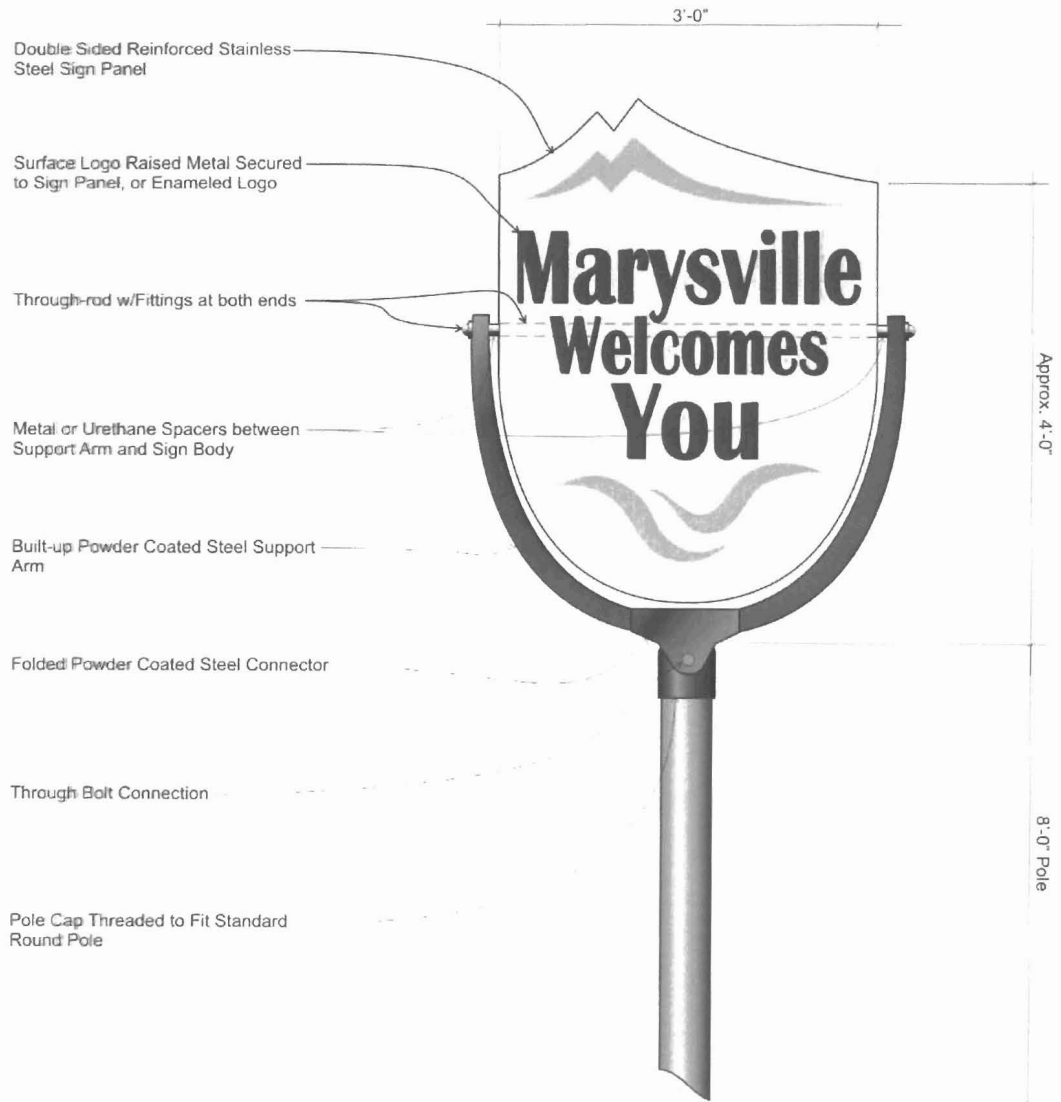 3'-0"
Double Sided Reinforced Stainless
Steel Sign Panel
Surface Logo Raised Metal Secured
to Sign Panel, or Enameled Logo
Through-rod w/Fittings at both ends
Metal or Urethane Spacers between
Support Arm and Sign Body
Built-up Powder Coated Steel Support
Arm
Folded Powder Coated Steel Connector
Through Bolt Connection
Pole Cap Threaded to Fit Standard
Round Pole
Marysville
Welcomes
You
Approx. 4'-0"
8'-0" Pole